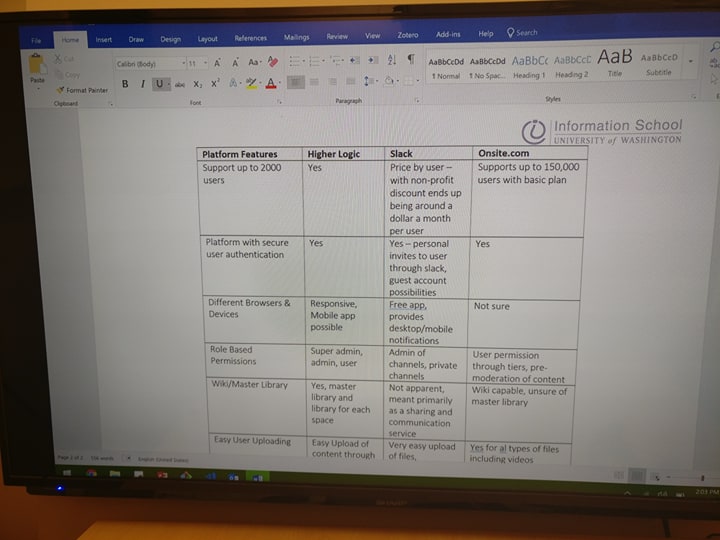 File Home Insert Draw Design Layout References Mailings Review View Zotero Add-ins Help Search
Cut
Copy
Paste
Format Painter
Clipboard
Calibri (Body) 11
Font
Paragraph
AaBbCcDd AaBbCcDd AaBbCc AaBbCcC AaB AaBbCcD
1 Normal 1 No Spac... Heading 1 Heading 2 Title Subtitle
Styles
Information School
UNIVERSITY of WASHINGTON
Platform Features Higher Logic Slack Onsite.com
Support up to 2000
users
Yes
Price by user –
with non-profit
discount ends up
being around a
dollar a month
per user
Supports up to 150,000
users with basic plan
Platform with secure
user authentication
Yes
Yes – personal
invites to user
through slack,
guest account
possibilities
Yes
Different Browsers &
Devices
Responsive,
Mobile app
possible
Free app,
provides
desktop/mobile
notifications
Not sure
Role Based
Permissions
Super admin,
admin, user
Admin of
channels, private
channels
User permission
through tiers, pre-
moderation of content
Wiki/Master Library
Yes, master
library and
library for each
space
Not apparent,
meant primarily
as a sharing and
communication
service
Wiki capable, unsure of
master library
Easy User Uploading
Easy Upload of
content through
Very easy upload
of files,
Yes for al types of files
including videos
Page 2 of 2 words English (United States)
2:03 PM
SHARP